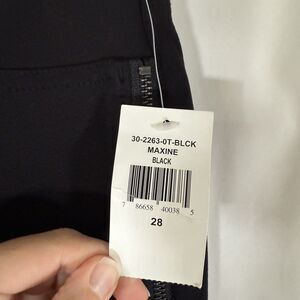 30-2263-0T-BLCK
MAXINE
BLACK
7 86658 40038 5
28